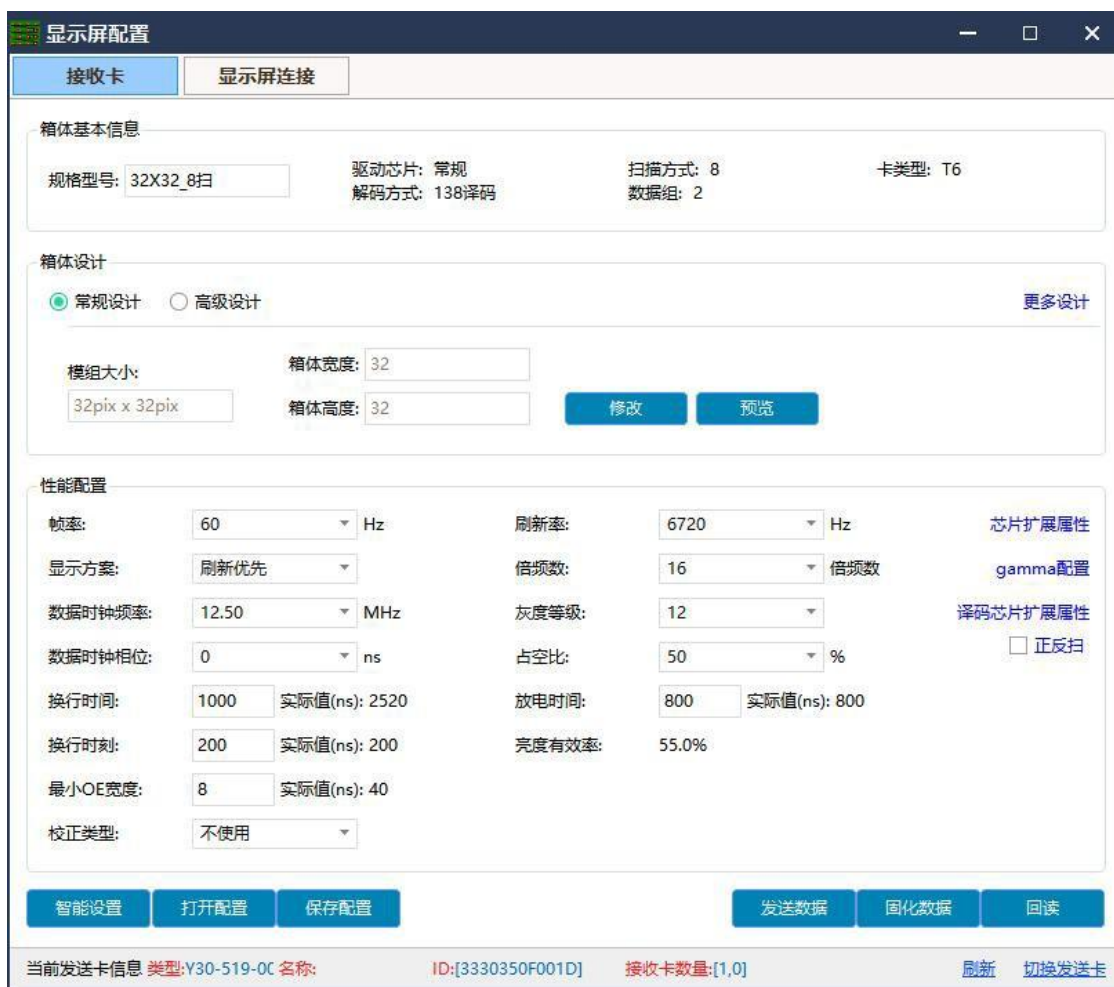 显示屏配置
接收卡 显示屏连接
箱体基本信息
规格型号: 32X32_8扫 驱动芯片: 常规 扫描方式: 8 卡类型: T6
解码方式: 138译码 数据组: 2
箱体设计
常规设计 高级设计 更多设计
模组大小: 箱体宽度: 32
32pix x 32pix 箱体高度: 32 修改 预览
性能配置
帧率: 60 Hz 刷新率: 6720 Hz 芯片扩展属性
显示方案: 刷新优先 倍频数: 16 倍频数 gamma配置
数据时钟频率: 12.50 MHz 灰度等级: 12 译码芯片扩展属性
数据时钟相位: 0 ns 占空比: 50 % 正反扫
换行时间: 1000 实际值(ns): 2520 放电时间: 800 实际值(ns): 800
换行时刻: 200 实际值(ns): 200 亮度有效率: 55.0%
最小OE宽度: 8 实际值(ns): 40
校正类型: 不使用
智能设置 打开配置 保存配置 发送数据 固化数据 回读
当前发送卡信息 类型:Y30-519-0 名称: ID:[3330350F001D] 接收卡数量:[1,0] 刷新 切换发送卡